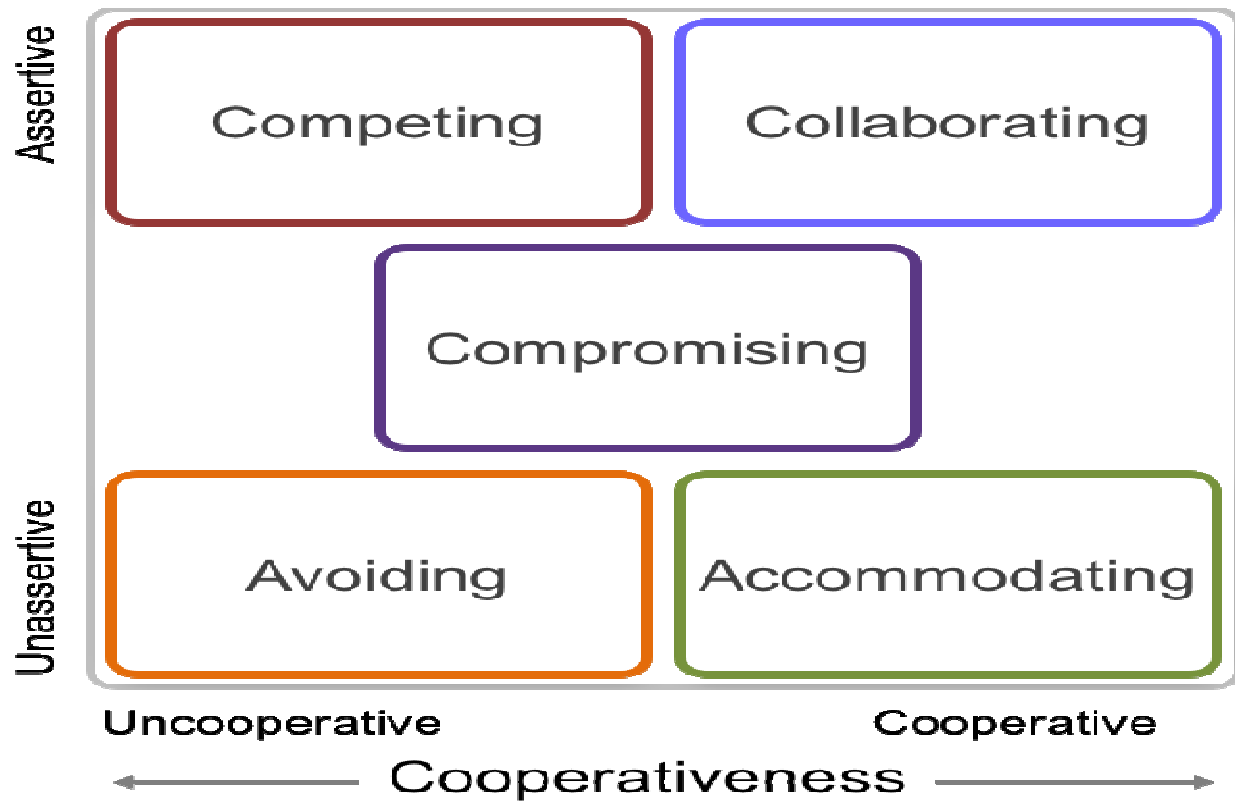 Assertive
Competing
Collaborating
Compromising
Unassertive
Avoiding
Accommodating
Uncooperative
Cooperative
Cooperativeness